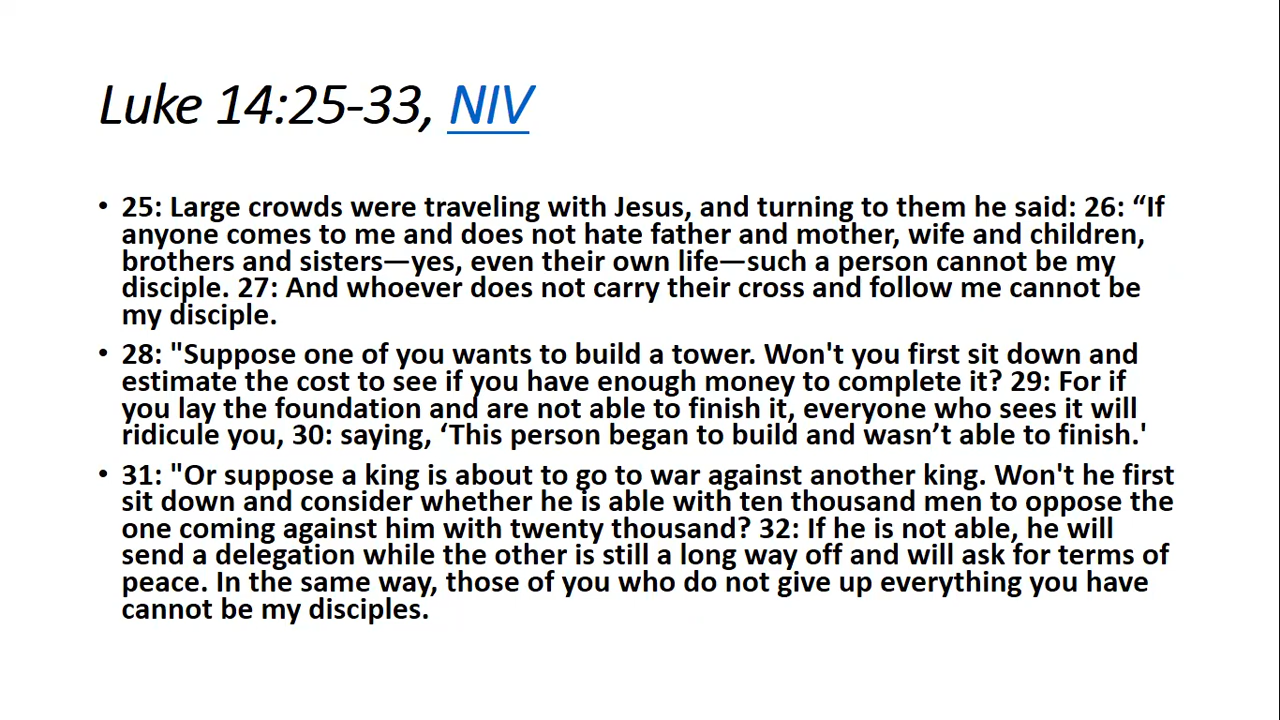 Luke 14:25-33, NIV
• 25: Large crowds were traveling with Jesus, and turning to them he said: 26: “If
anyone comes to me and does not hate father and mother, wife and children,
brothers and sisters—yes, even their own life—such a person cannot be my
disciple. 27: And whoever does not carry their cross and follow me cannot be
my disciple.
• 28: "Suppose one of you wants to build a tower. Won't you first sit down and
estimate the cost to see if you have enough money to complete it? 29: For if
you lay the foundation and are not able to finish it, everyone who sees it will
ridicule you, 30: saying, ‘This person began to build and wasn’t able to finish.'
• 31: "Or suppose a king is about to go to war against another king. Won't he first
sit down and consider whether he is able with ten thousand men to oppose the
one coming against him with twenty thousand? 32: If he is not able, he will
send a delegation while the other is still a long way off and will ask for terms of
peace. In the same way, those of you who do not give up everything you have
cannot be my disciples.